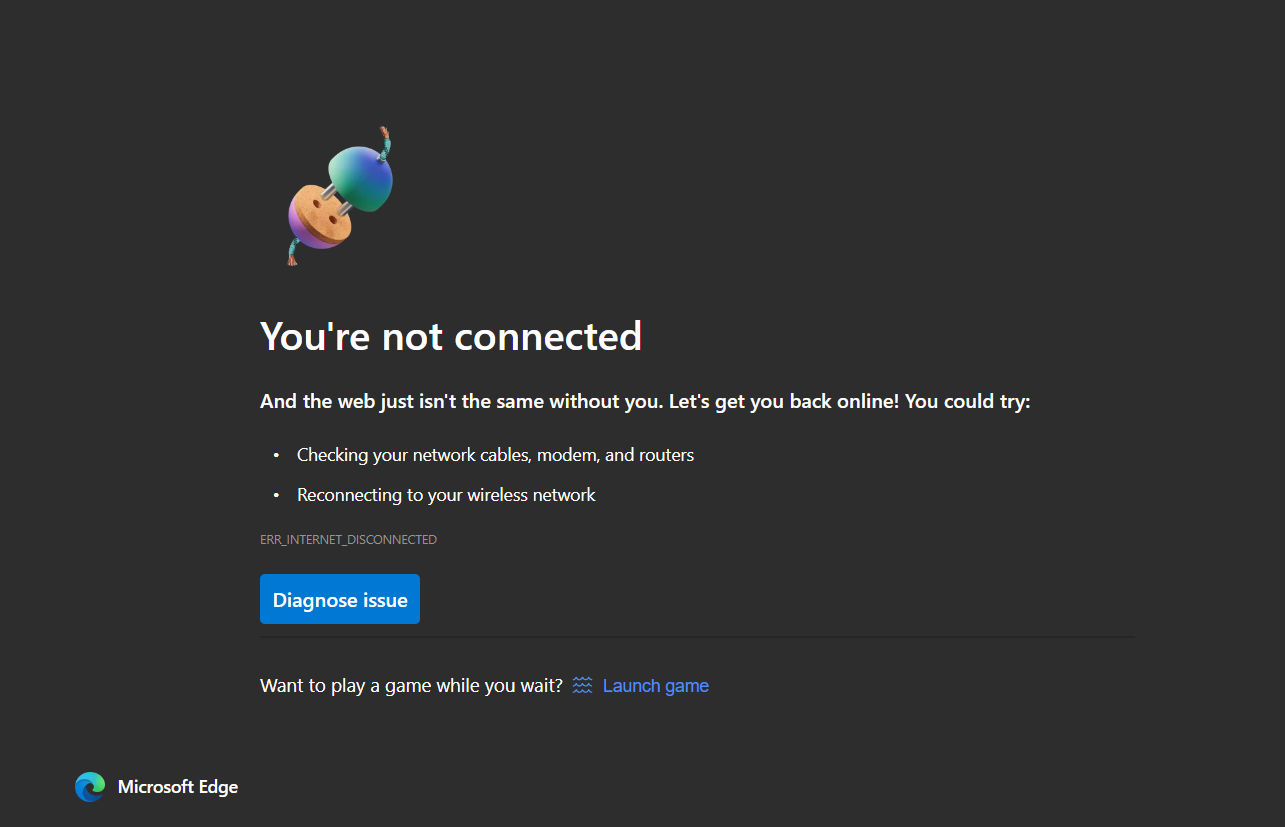 You're not connected
And the web just isn't the same without you. Let's get you back online! You could try:
• Checking your network cables, modem, and routers
• Reconnecting to your wireless network
ERR_INTERNET_DISCONNECTED
Diagnose issue
Want to play a game while you wait? Launch game
Microsoft Edge